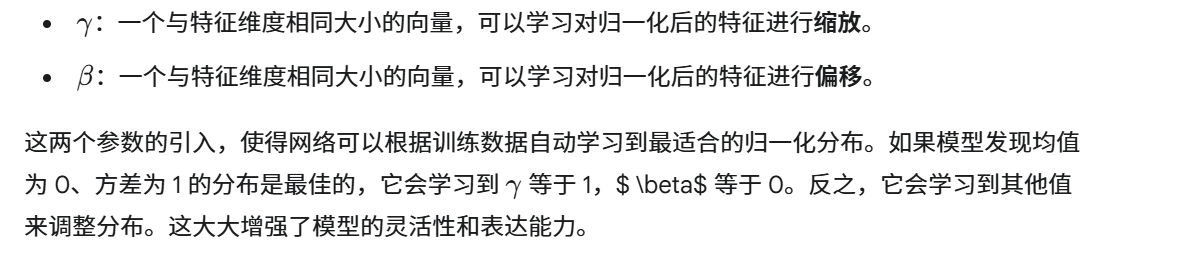 • γ：一个与特征维度相同大小的向量，可以学习对归一化后的特征进行缩放。
• β：一个与特征维度相同大小的向量，可以学习对归一化后的特征进行偏移。
这两个参数的引入，使得网络可以根据训练数据自动学习到最适合的归一化分布。如果模型发现均值
为 0、方差为 1 的分布是最佳的，它会学习到 γ 等于 1，$ \beta$ 等于 0。反之，它会学习到其他值
来调整分布。这大大增强了模型的灵活性和表达能力。